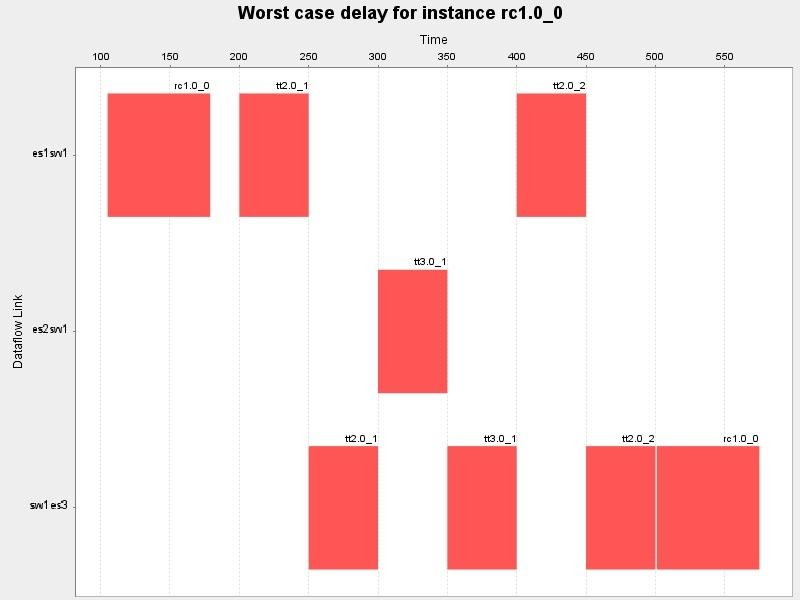 Worst case delay for instance rc1.0_0
Time
100 150 200 250 300 350 400 450 500 550
rc1.0_0 tt2.0_1 tt2.0_2
es1sw1
tt3.0_1
es2sw1
Dataflow Link
tt2.0_1 tt3.0_1 tt2.0_2 rc1.0_0
sw1es3